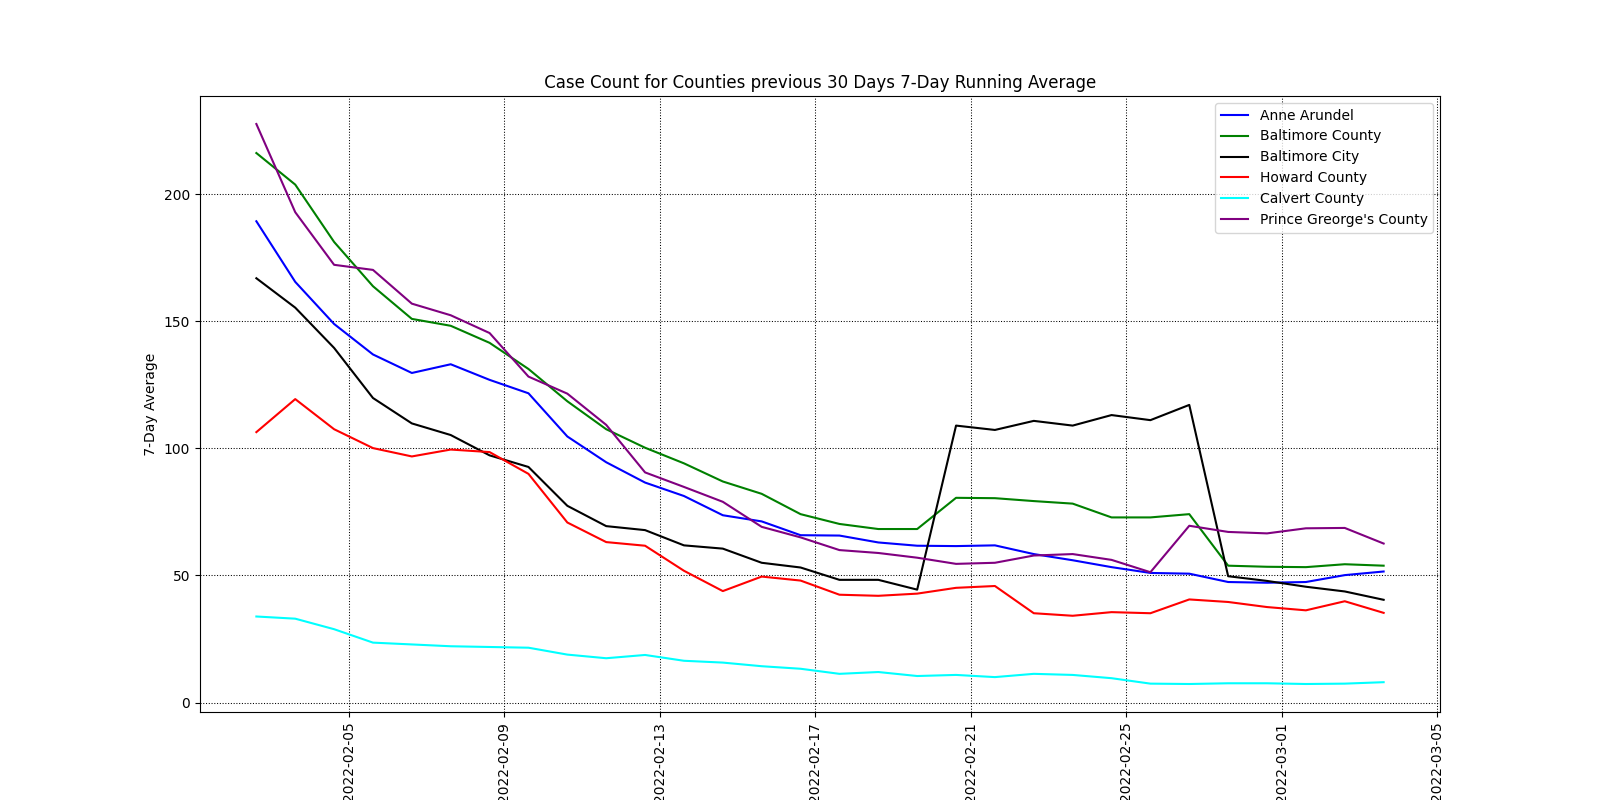 Case Count for Counties previous 30 Days 7-Day Running Average
Anne Arundel
Baltimore County
Baltimore City
Howard County
Calvert County
Prince Greorge's County
7-Day Average
200
150
100
50
0
2022-02-05
2022-02-09
2022-02-13
2022-02-17
2022-02-21
2022-02-25
2022-03-01
2022-03-05